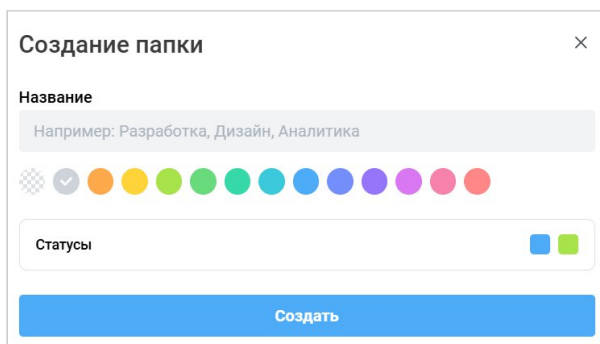 Создание папки
Название
Например: Разработка, Дизайн, Аналитика
Статусы
Создать